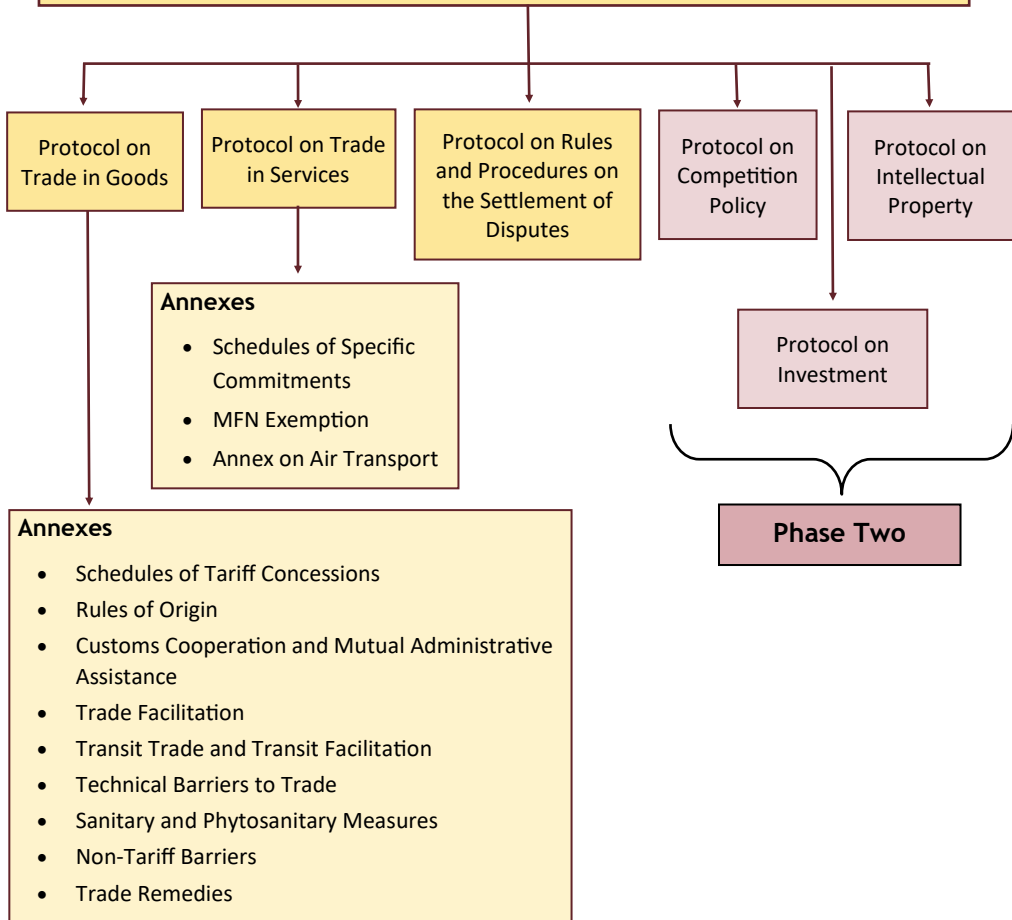 Protocol on
Trade in Goods
Protocol on Trade
in Services
Protocol on Rules
and Procedures on
the Settlement of
Disputes
Protocol on
Competition
Policy
Protocol on
Intellectual
Property
Protocol on
Investment
Phase Two
Annexes
• Schedules of Specific
Commitments
• MFN Exemption
• Annex on Air Transport
Annexes
• Schedules of Tariff Concessions
• Rules of Origin
• Customs Cooperation and Mutual Administrative
Assistance
• Trade Facilitation
• Transit Trade and Transit Facilitation
• Technical Barriers to Trade
• Sanitary and Phytosanitary Measures
• Non-Tariff Barriers
• Trade Remedies